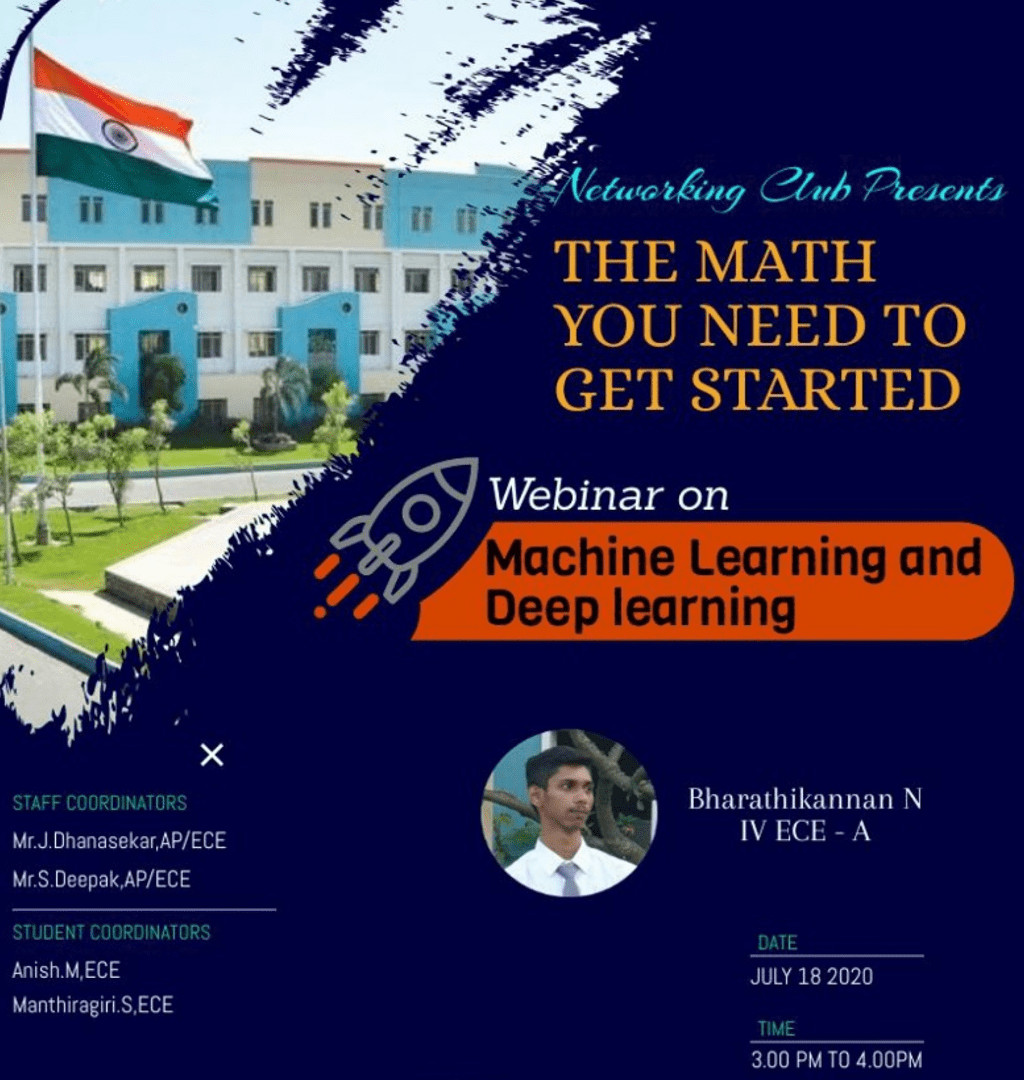 Networking Club Presents
THE MATH
YOU NEED TO
GET STARTED
Webinar on
Machine Learning and
Deep learning
Bharathikannan N
IV ECE - A
STAFF COORDINATORS
Mr.J.Dhanasekar,AP/ECE
Mr.S.Deepak,AP/ECE
STUDENT COORDINATORS
Anish.M,ECE
Manthiragiri.S,ECE
DATE
JULY 18 2020
TIME
3.00 PM TO 4.00PM